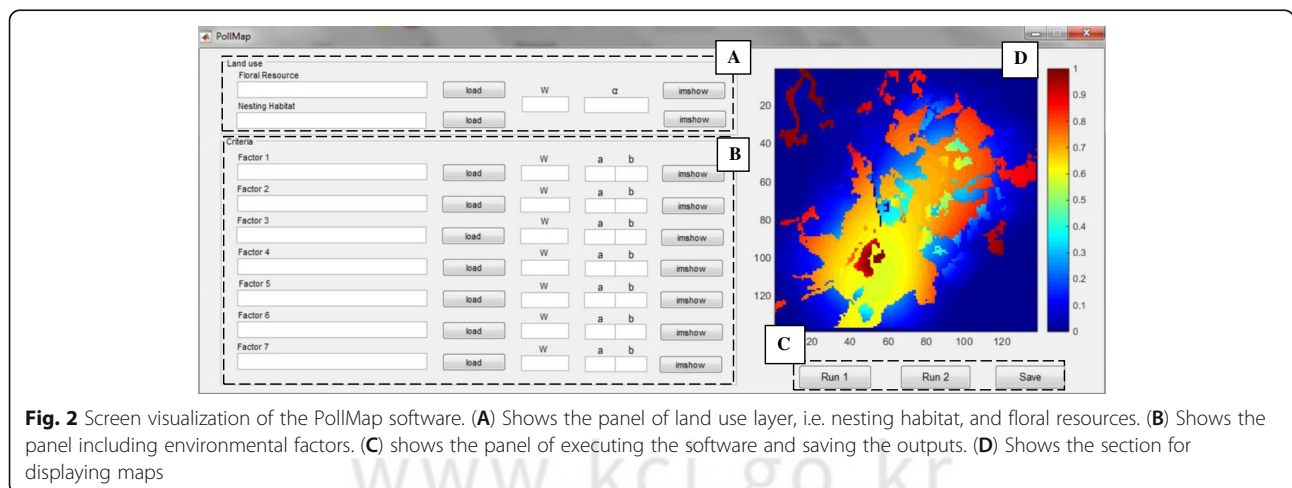 PollMap
A
D
Land use
Floral Resource
load
W
α
imshow
Nesting Habitat
load
imshow
Criteria
B
Factor 1
load
W
a b
imshow
Factor 2
load
W
a b
imshow
Factor 3
load
W
a b
imshow
Factor 4
load
W
a b
imshow
Factor 5
load
W
a b
imshow
Factor 6
load
W
a b
imshow
Factor 7
load
W
a b
imshow
20
40
60
80
100
120
20 40 60 80 100 120
1
0.9
0.8
0.7
0.6
0.5
0.4
0.3
0.2
0.1
0
C
Run 1 Run 2 Save
Fig. 2 Screen visualization of the PollMap software. (A) Shows the panel of land use layer, i.e. nesting habitat, and floral resources. (B) Shows the
panel including environmental factors. (C) shows the panel of executing the software and saving the outputs. (D) Shows the section for
displaying maps
www.kci.go.kr